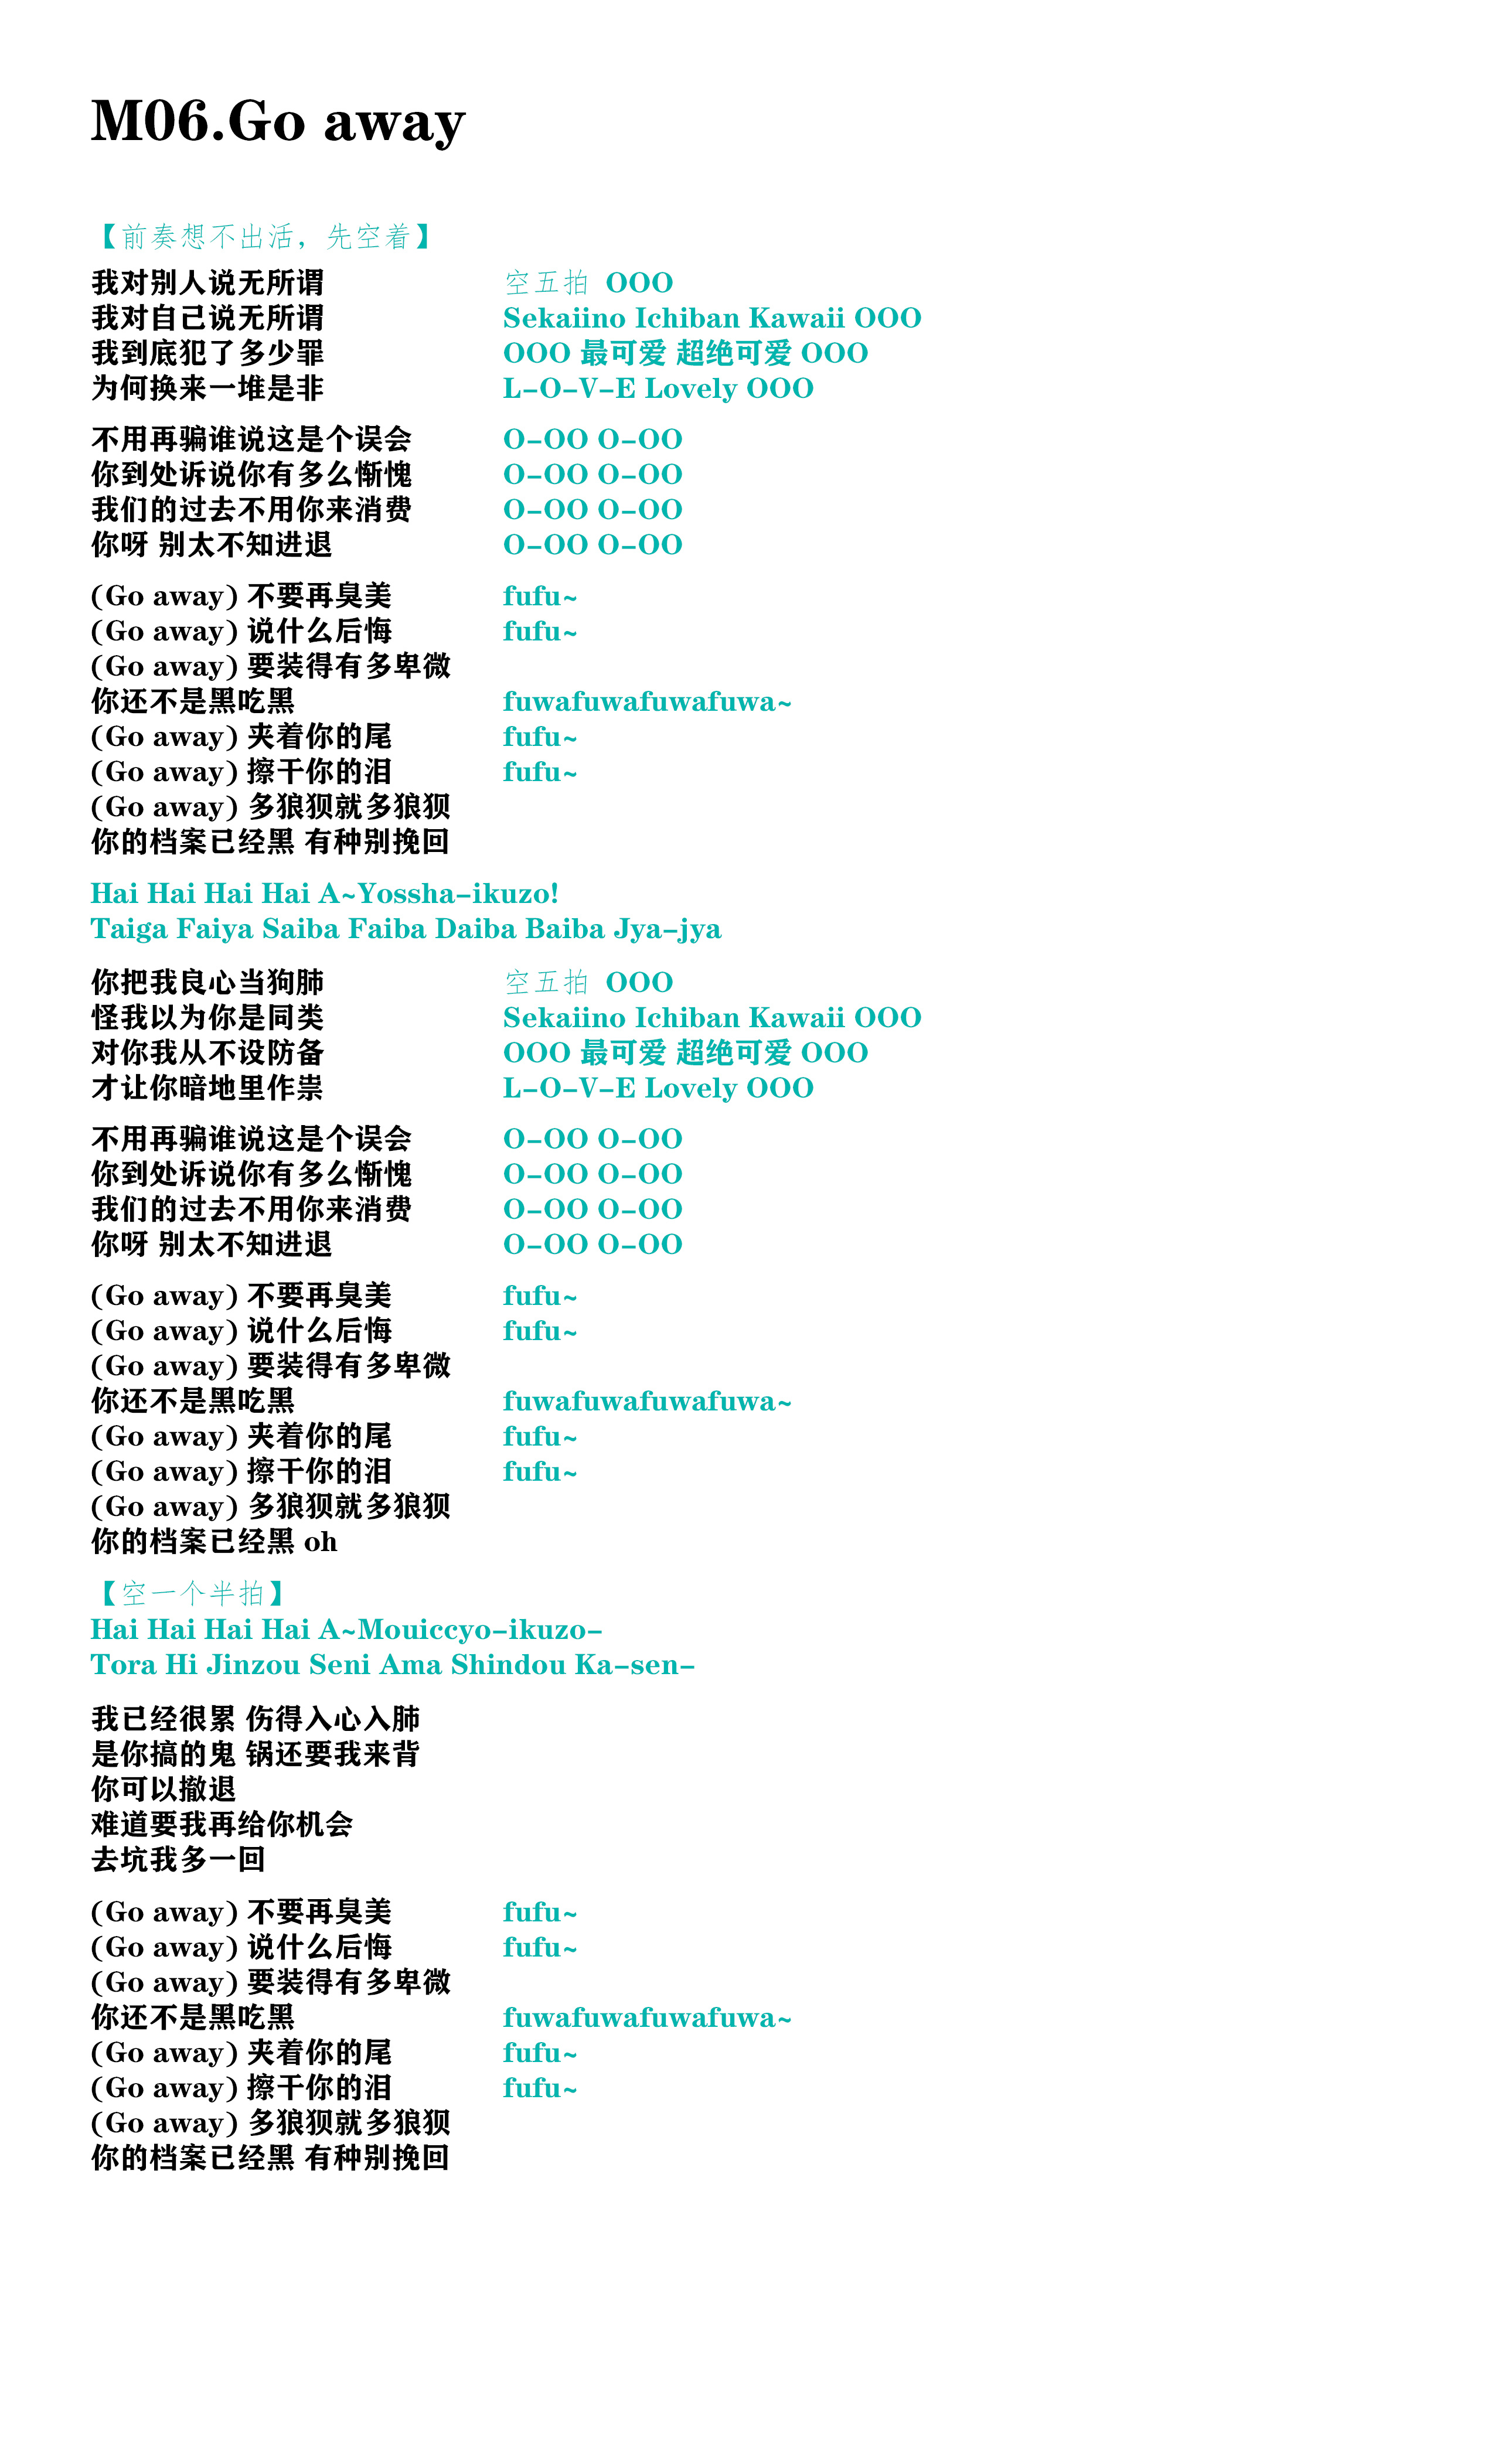 M06.Go away
【前奏想不出活，先空着】
我对别人说无所谓 空五拍 OOO
我对自己说无所谓 Sekaiino Ichiban Kawaii OOO
我到底犯了多少罪 OOO 最可爱 超绝可爱 OOO
为何换来一堆是非 L-O-V-E Lovely OOO
不用再骗谁说这是个误会 O-OO O-OO
你到处诉说你有多么惭愧 O-OO O-OO
我们的过去不用你来消费 O-OO O-OO
你呀 别太不知进退 O-OO O-OO
(Go away) 不要再臭美 fufu~
(Go away) 说什么后悔 fufu~
(Go away) 要装得有多卑微
你还不是黑吃黑 fuwafuwafuwafuwa~
(Go away) 夹着你的尾 fufu~
(Go away) 擦干你的泪 fufu~
(Go away) 多狼狈就多狼狈
你的档案已经黑 有种别挽回
Hai Hai Hai Hai A~Yossha-ikuzo!
Taiga Faiya Saiba Faiba Daiba Baiba Jya-jya
你把我良心当狗肺 空五拍 OOO
怪我以为你是同类 Sekaiino Ichiban Kawaii OOO
对你我从不设防备 OOO 最可爱 超绝可爱 OOO
才让你暗地里作祟 L-O-V-E Lovely OOO
不用再骗谁说这是个误会 O-OO O-OO
你到处诉说你有多么惭愧 O-OO O-OO
我们的过去不用你来消费 O-OO O-OO
你呀 别太不知进退 O-OO O-OO
(Go away) 不要再臭美 fufu~
(Go away) 说什么后悔 fufu~
(Go away) 要装得有多卑微
你还不是黑吃黑 fuwafuwafuwafuwa~
(Go away) 夹着你的尾 fufu~
(Go away) 擦干你的泪 fufu~
(Go away) 多狼狈就多狼狈
你的档案已经黑 oh
【空一个半拍】
Hai Hai Hai Hai A~Mouiccyo-ikuzo-
Tora Hi Jinzou Seni Ama Shindou Ka-sen-
我已经很累 伤得入心入肺
是你搞的鬼 锅还要我来背
你可以撤退
难道要我再给你机会
去坑我多一回
(Go away) 不要再臭美 fufu~
(Go away) 说什么后悔 fufu~
(Go away) 要装得有多卑微
你还不是黑吃黑 fuwafuwafuwafuwa~
(Go away) 夹着你的尾 fufu~
(Go away) 擦干你的泪 fufu~
(Go away) 多狼狈就多狼狈
你的档案已经黑 有种别挽回